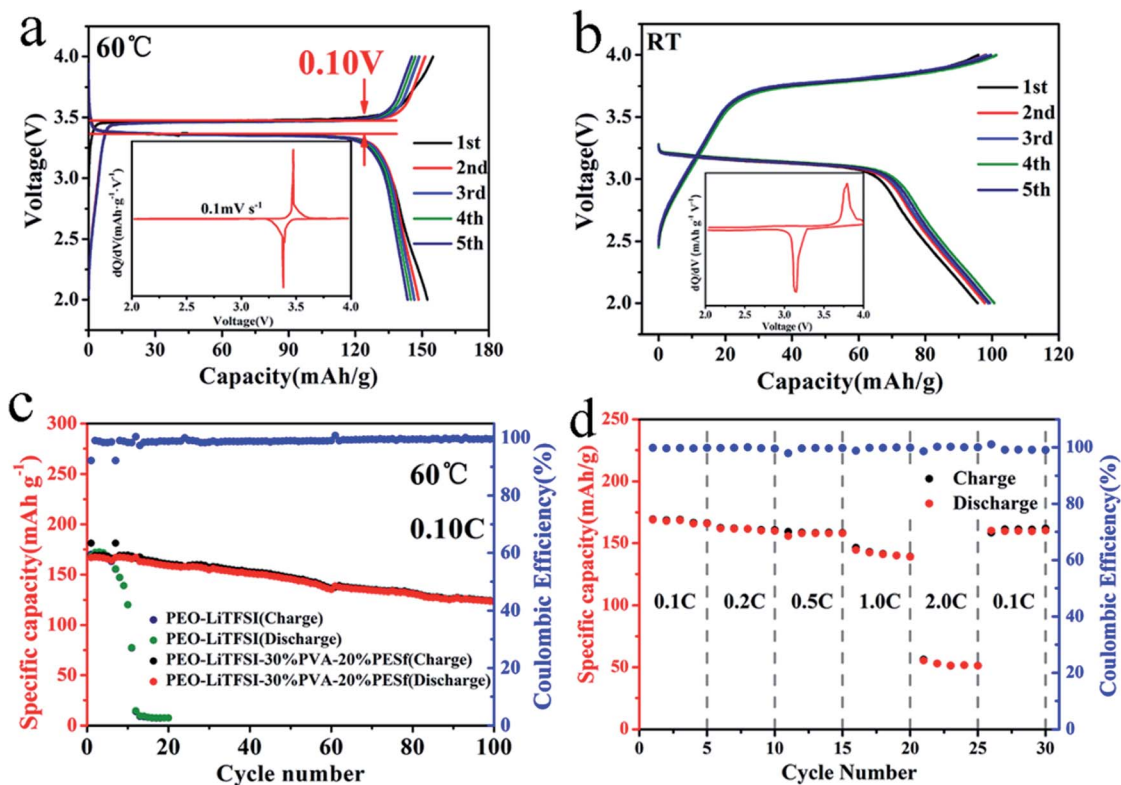 a
60℃
0.10V
Voltage(V)
4.0
3.5
3.0
2.5
2.0
1st
2nd
3rd
4th
5th
dQ/dV(mAh·g⁻¹·V⁻¹)
0.1mV s⁻¹
2.0 2.5 3.0 3.5 4.0
Voltage(V)
0 30 60 90 120 150 180
Capacity(mAh/g)
b
RT
Voltage(V)
4.0
3.5
3.0
2.5
2.0
1st
2nd
3rd
4th
5th
dQ/dV (mAh g⁻¹ V⁻¹)
2.0 2.5 3.0 3.5 4.0
Voltage (V)
0 20 40 60 80 100 120
Capacity(mAh/g)
c
Specific capacity(mAh g⁻¹)
300
250
200
150
100
50
0
60℃
0.10C
PEO-LiTFSI(Charge)
PEO-LiTFSI(Discharge)
PEO-LiTFSI-30%PVA-20%PESf(Charge)
PEO-LiTFSI-30%PVA-20%PESf(Discharge)
100
80
60
40
20
0
Coulombic Efficiency(%)
0 20 40 60 80 100
Cycle number
d
Specific capacity(mAh/g)
250
200
150
100
50
0
Charge
Discharge
0.1C 0.2C 0.5C 1.0C 2.0C 0.1C
100
80
60
40
20
0
Coulombic Efficiency(%)
0 5 10 15 20 25 30
Cycle Number